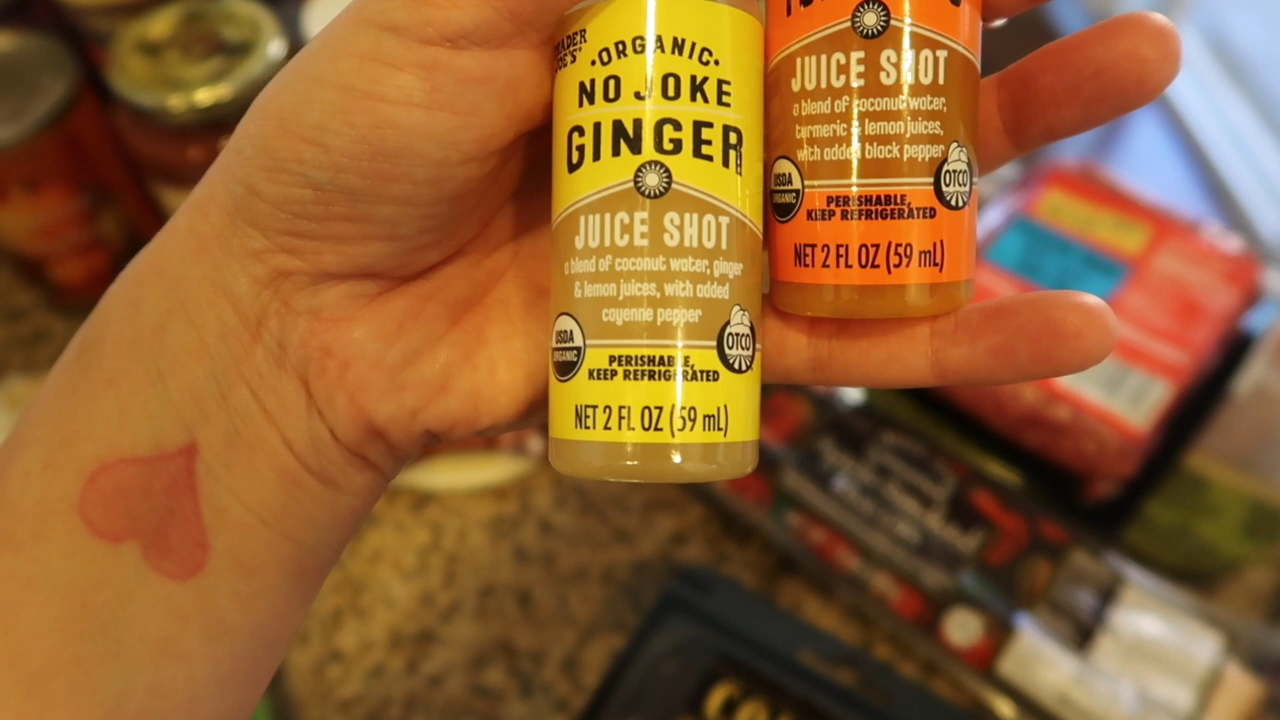 TRADER
JOE'S
•ORGANIC•
NO JOKE
GINGER
JUICE SHOT
a blend of coconut water, ginger
& lemon juices, with added
cayenne pepper
USDA
ORGANIC
OTCO
PERISHABLE,
KEEP REFRIGERATED
NET 2 FL OZ (59 mL)
JUICE SHOT
a blend of coconut water,
turmeric & lemon juices,
with added black pepper
USDA
ORGANIC
OTCO
PERISHABLE,
KEEP REFRIGERATED
NET 2 FL OZ (59 mL)